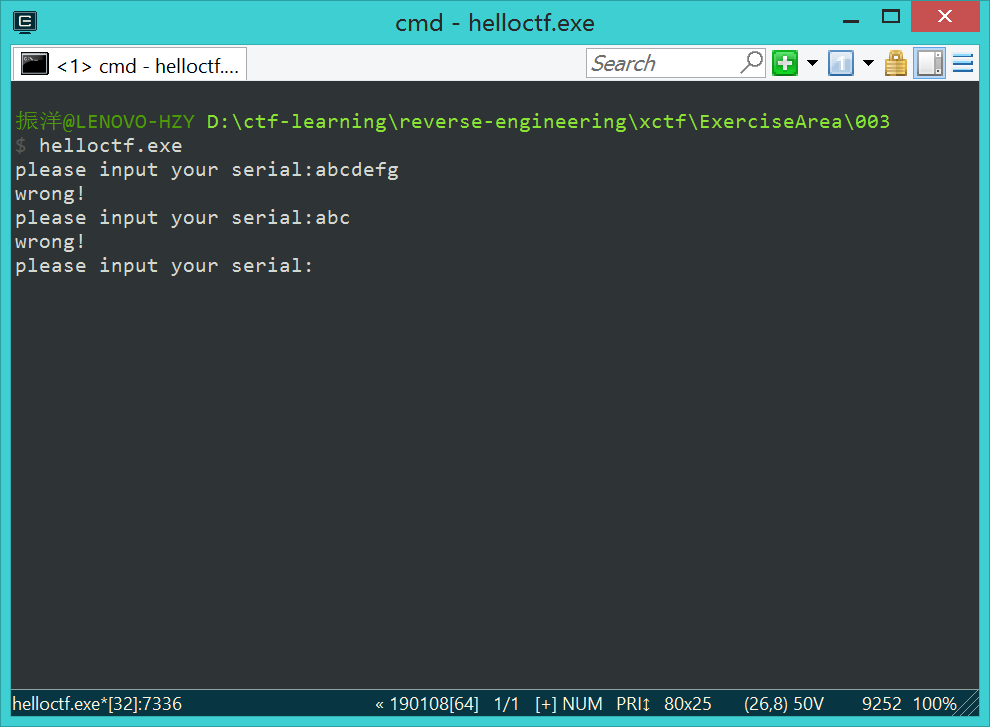 cmd - helloctf.exe
<1> cmd - helloctf....
Search
1
振洋@LENOVO-HZY D:\ctf-learning\reverse-engineering\xctf\ExerciseArea\003
$ helloctf.exe
please input your serial:abcdefg
wrong!
please input your serial:abc
wrong!
please input your serial:
helloctf.exe*[32]:7336 « 190108[64] 1/1 [+] NUM PRI↕ 80x25 (26,8) 50V 9252 100%